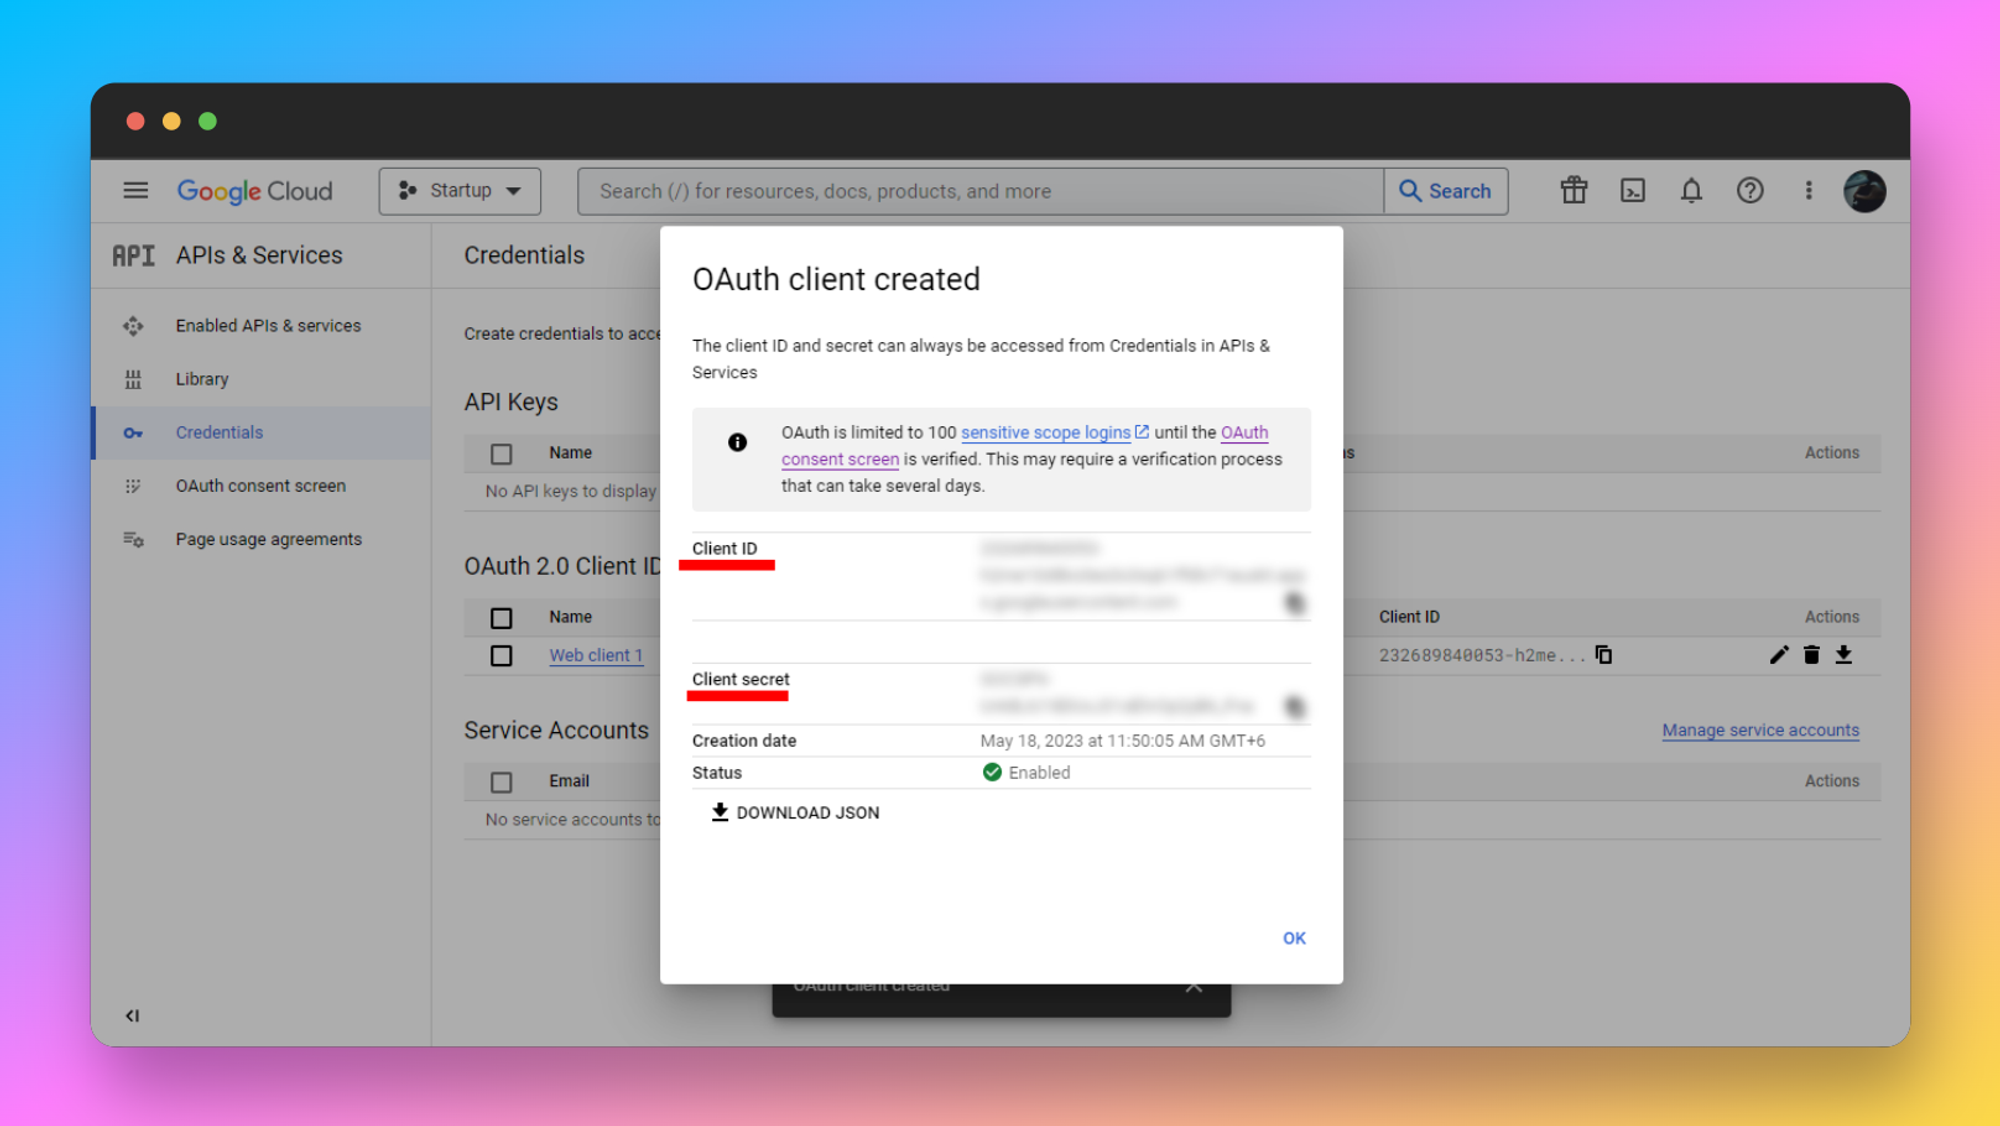 Google Cloud
Startup
Search (/) for resources, docs, products, and more
Search
API
APIs & Services
Credentials
Enabled APIs & services
Library
Credentials
OAuth consent screen
Page usage agreements
Create credentials to
API Keys
Name
Actions
No API keys to display
OAuth 2.0 Client
Name
Client ID
Actions
Web client 1
232689840053-h2me...
Service Accounts
Manage service accounts
Email
Actions
No service accounts
OAuth client created
The client ID and secret can always be accessed from Credentials in APIs &
Services
OAuth is limited to 100 sensitive scope logins until the OAuth
consent screen is verified. This may require a verification process
that can take several days.
Client ID
Client secret
Creation date
May 18, 2023 at 11:50:05 AM GMT+6
Status
Enabled
DOWNLOAD JSON
OK
OAuth client created